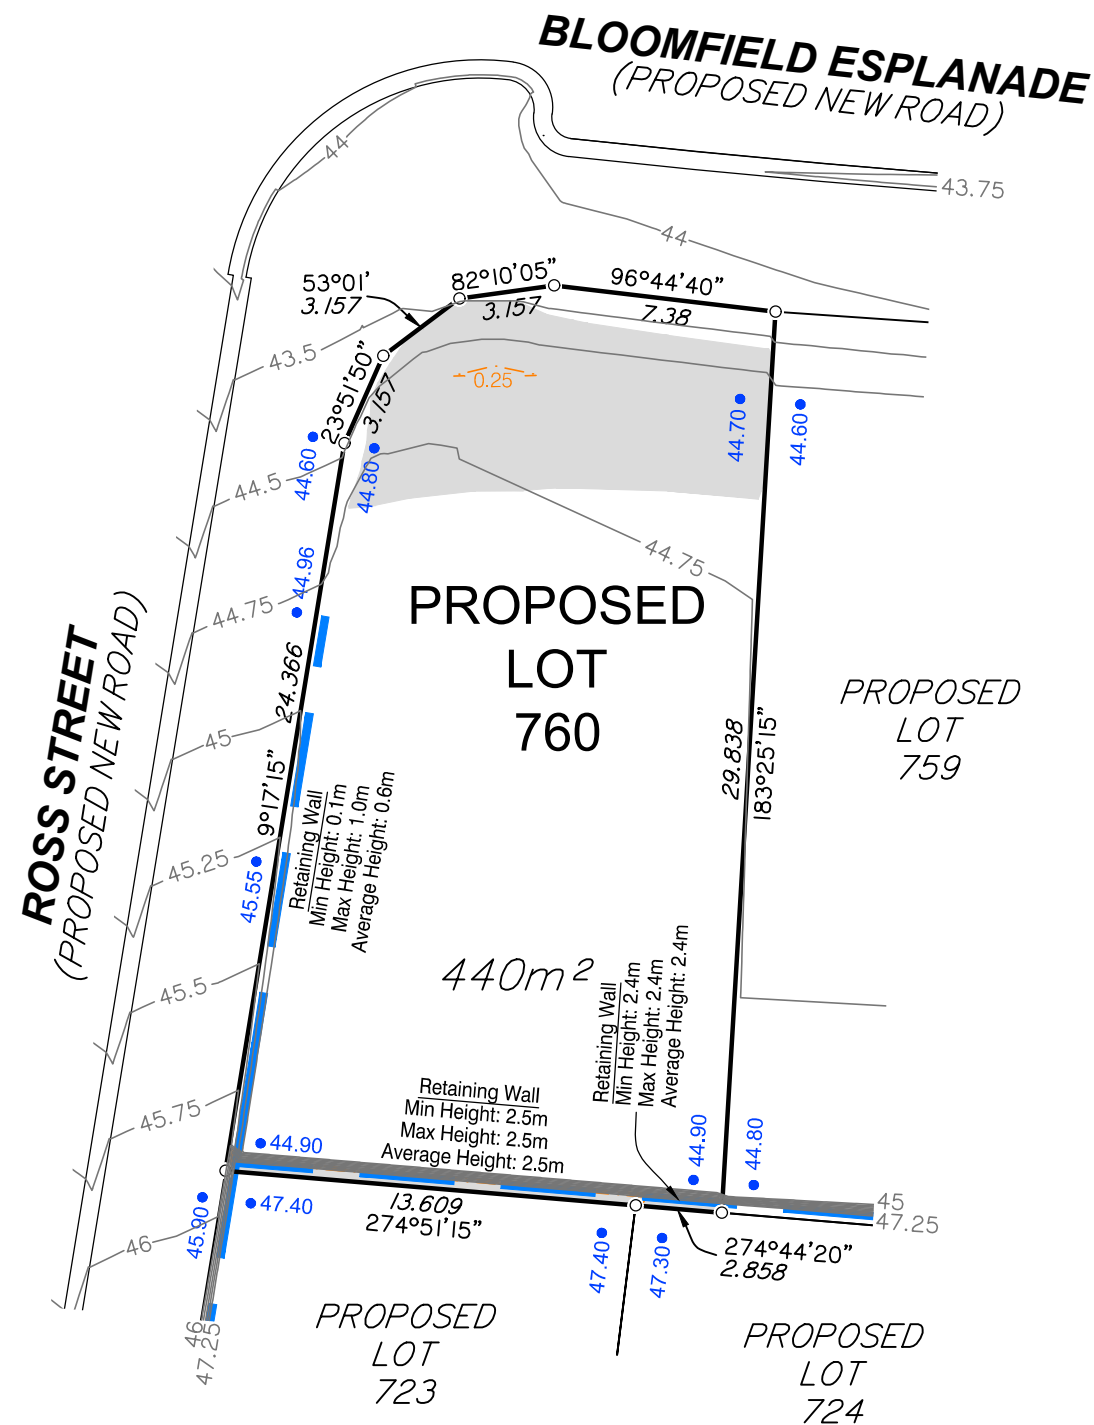 BLOOMFIELD ESPLANADE
(PROPOSED NEW ROAD)
44
43.75
44
53°01'
3.157
82°10'05"
3.157
96°44'40"
7.38
43.5
23°51'50"
3.157
0.25
44.70
44.60
44.60
44.80
44.5
44.96
44.75
44.75
PROPOSED
LOT
760
24.366
9°17'15"
45
ROSS STREET
(PROPOSED NEW ROAD)
PROPOSED
LOT
759
29.838
183°25'15"
Retaining Wall
Min Height: 0.1m
Max Height: 1.0m
Average Height: 0.6m
45.25
45.55
440m²
45.5
Retaining Wall
Min Height: 2.4m
Max Height: 2.4m
Average Height: 2.4m
Retaining Wall
Min Height: 2.5m
Max Height: 2.5m
Average Height: 2.5m
45.75
44.90
44.90
44.80
45.90
47.40
13.609
274°51'15"
45
47.25
46
47.40
47.30
274°44'20"
2.858
46
47.25
PROPOSED
LOT
723
PROPOSED
LOT
724